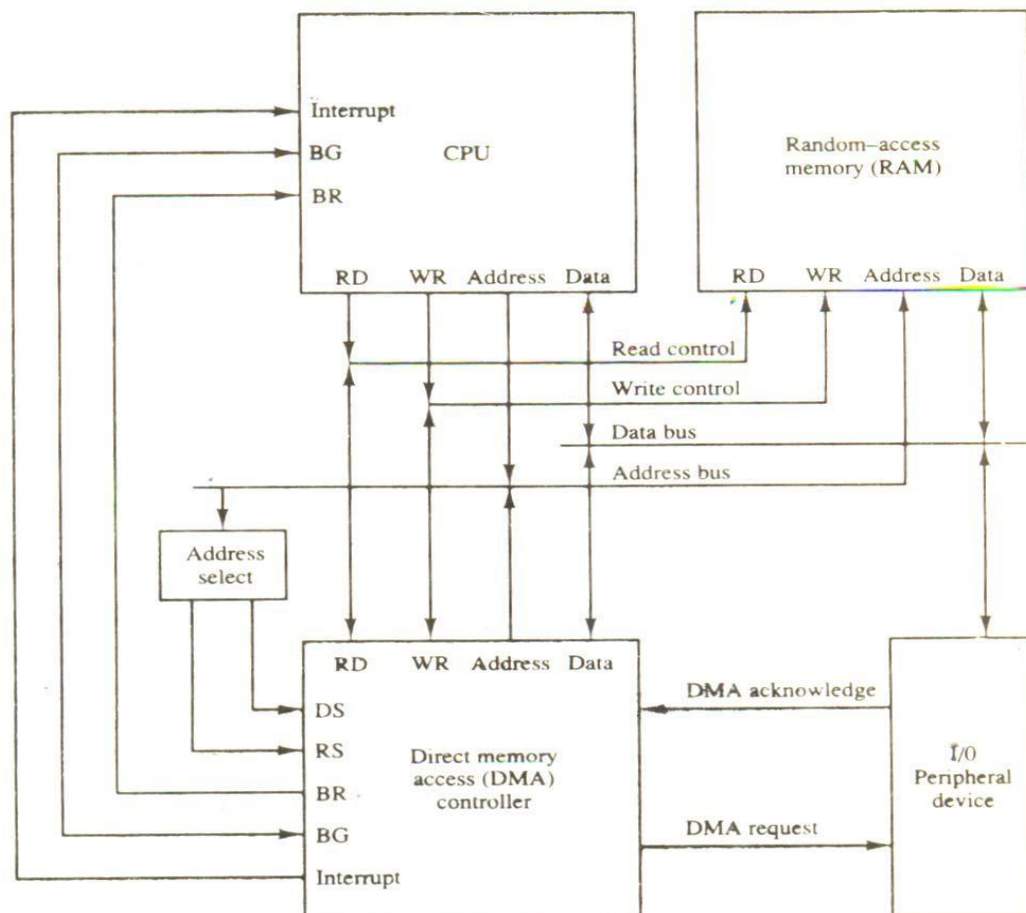 Interrupt
BG
CPU
BR
RD WR Address Data
Random-access
memory (RAM)
RD WR Address Data
Read control
Write control
Data bus
Address bus
Address
select
RD WR Address Data
DS
RS
BR
BG
Interrupt
Direct memory
access (DMA)
controller
DMA acknowledge
DMA request
I/0
Peripheral
device